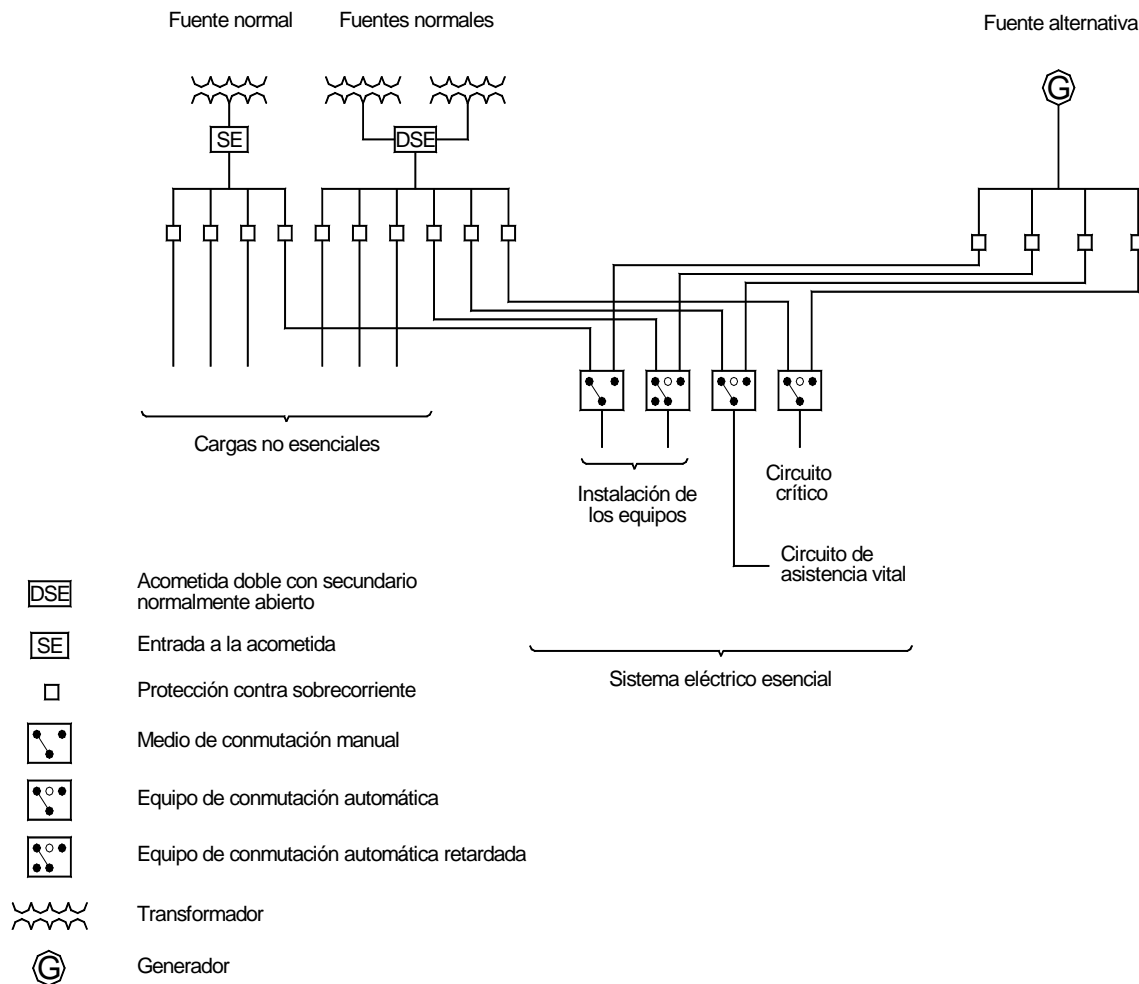 Fuente normal
Fuentes normales
Fuente alternativa
G
SE
DSE
Cargas no esenciales
Instalación de
los equipos
Circuito
crítico
Circuito de
asistencia vital
Sistema eléctrico esencial
DSE
Acometida doble con secundario
normalmente abierto
SE
Entrada a la acometida
Protección contra sobrecorriente
Medio de conmutación manual
Equipo de conmutación automática
Equipo de conmutación automática retardada
Transformador
G
Generador